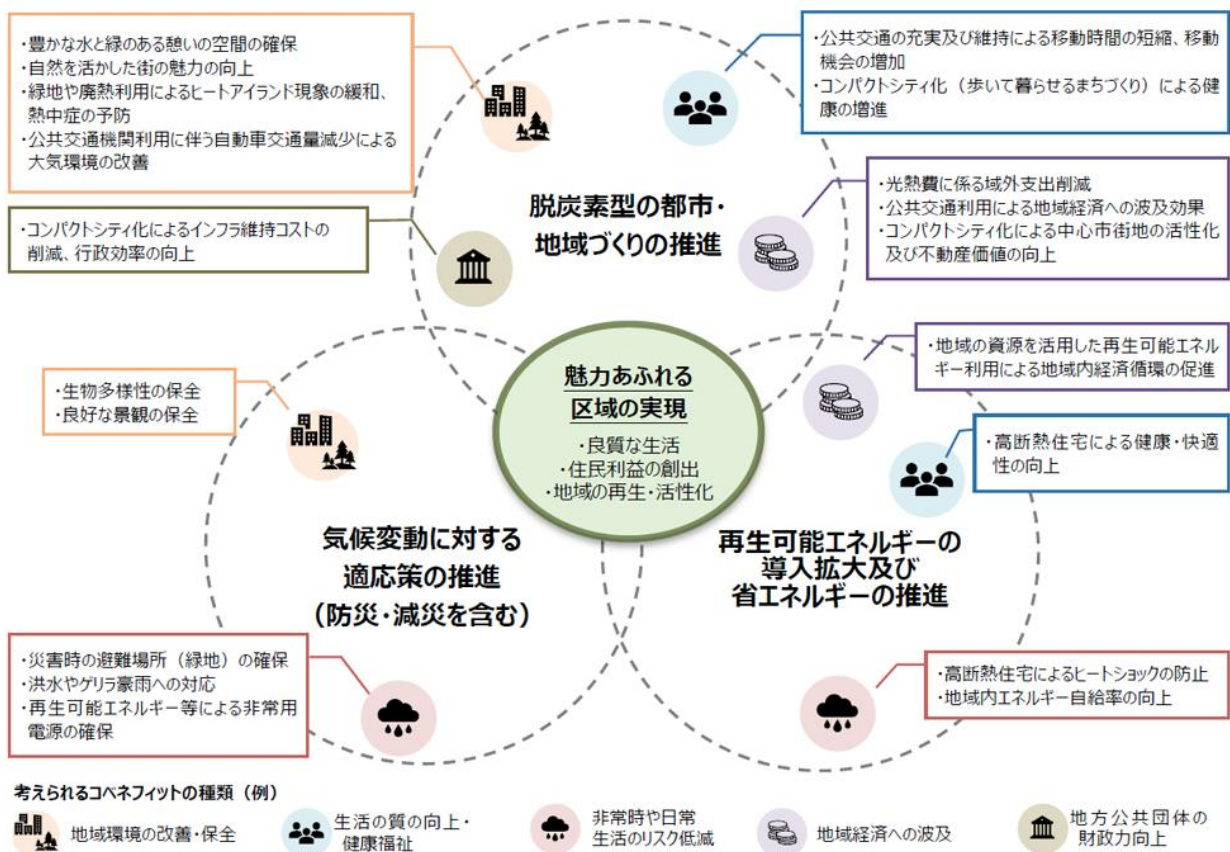 ・豊かな水と緑のある憩いの空間の確保
・自然を活かした街の魅力の向上
・緑地や廃熱利用によるヒートアイランド現象の緩和、
熱中症の予防
・公共交通機関利用に伴う自動車交通量減少による
大気環境の改善
・公共交通の充実及び維持による移動時間の短縮、移動
機会の増加
・コンパクトシティ化（歩いて暮らせるまちづくり）による健
康の増進
・コンパクトシティ化によるインフラ維持コストの
削減、行政効率の向上
脱炭素型の都市・
地域づくりの推進
・光熱費に係る域外支出削減
・公共交通利用による地域経済への波及効果
・コンパクトシティ化による中心市街地の活性化
及び不動産価値の向上
・生物多様性の保全
・良好な景観の保全
魅力あふれる
区域の実現
・良質な生活
・住民利益の創出
・地域の再生・活性化
・地域の資源を活用した再生可能エネル
ギー利用による地域内経済循環の促進
・高断熱住宅による健康・快適
性の向上
気候変動に対する
適応策の推進
（防災・減災を含む）
再生可能エネルギーの
導入拡大及び
省エネルギーの推進
・災害時の避難場所（緑地）の確保
・洪水やゲリラ豪雨への対応
・再生可能エネルギー等による非常用
電源の確保
・高断熱住宅によるヒートショックの防止
・地域内エネルギー自給率の向上
考えられるコベネフィットの種類（例）
地域環境の改善・保全
生活の質の向上・
健康福祉
非常時や日常
生活のリスク低減
地域経済への波及
地方公共団体の
財政力向上